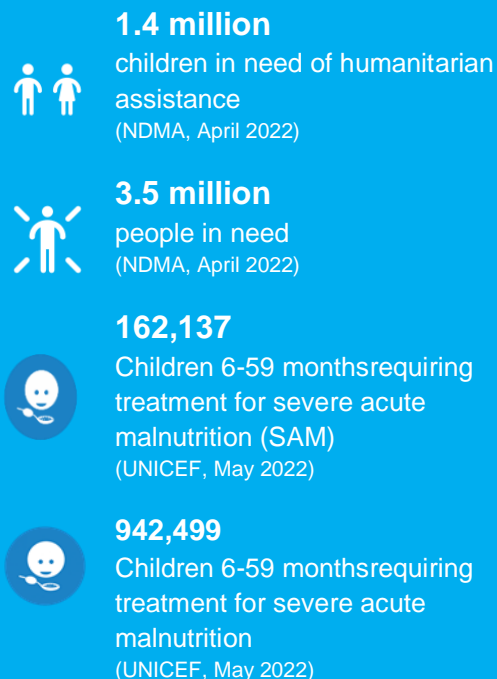 1.4 million
children in need of humanitarian
assistance
(NDMA, April 2022)
3.5 million
people in need
(NDMA, April 2022)
162,137
Children 6-59 monthsrequiring
treatment for severe acute
malnutrition (SAM)
(UNICEF, May 2022)
942,499
Children 6-59 monthsrequiring
treatment for severe acute
malnutrition
(UNICEF, May 2022)